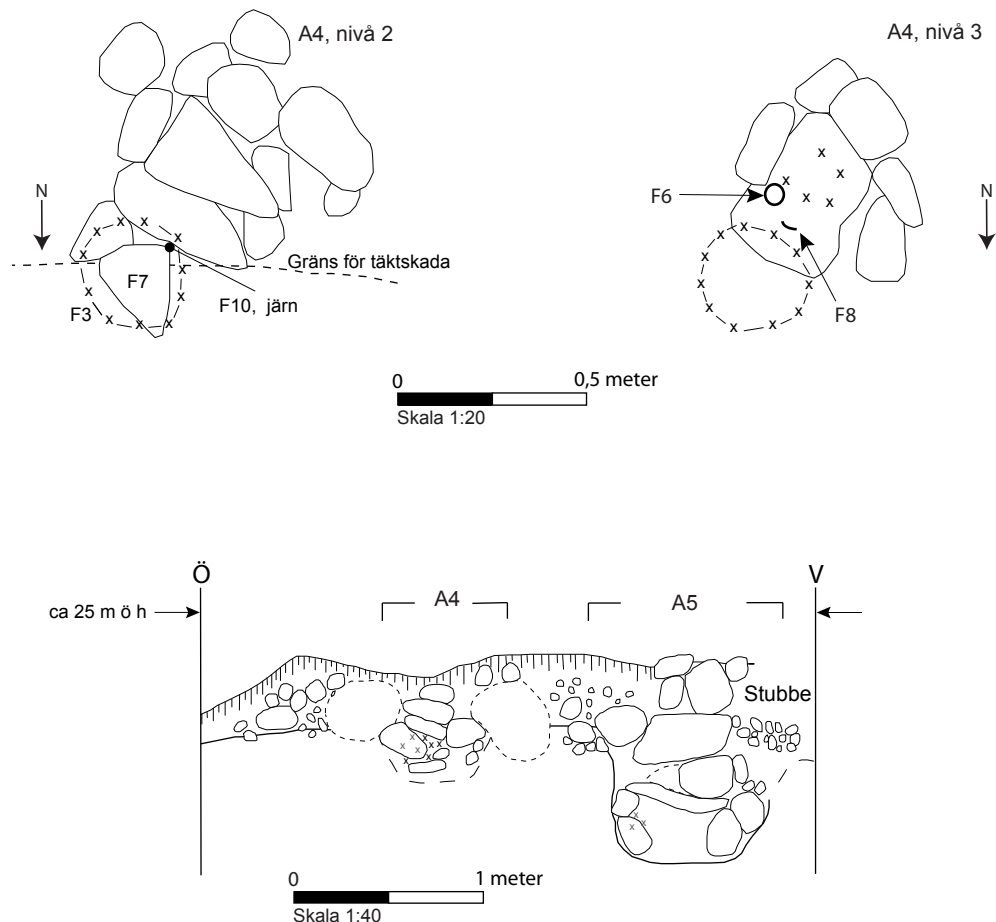 A4, nivå 2
A4, nivå 3
N
F6
N
Gräns för täktskada
F7
F3
F10, järn
F8
0 0,5 meter
Skala 1:20
Ö
V
ca 25 m ö h
A4
A5
Stubbe
0 1 meter
Skala 1:40